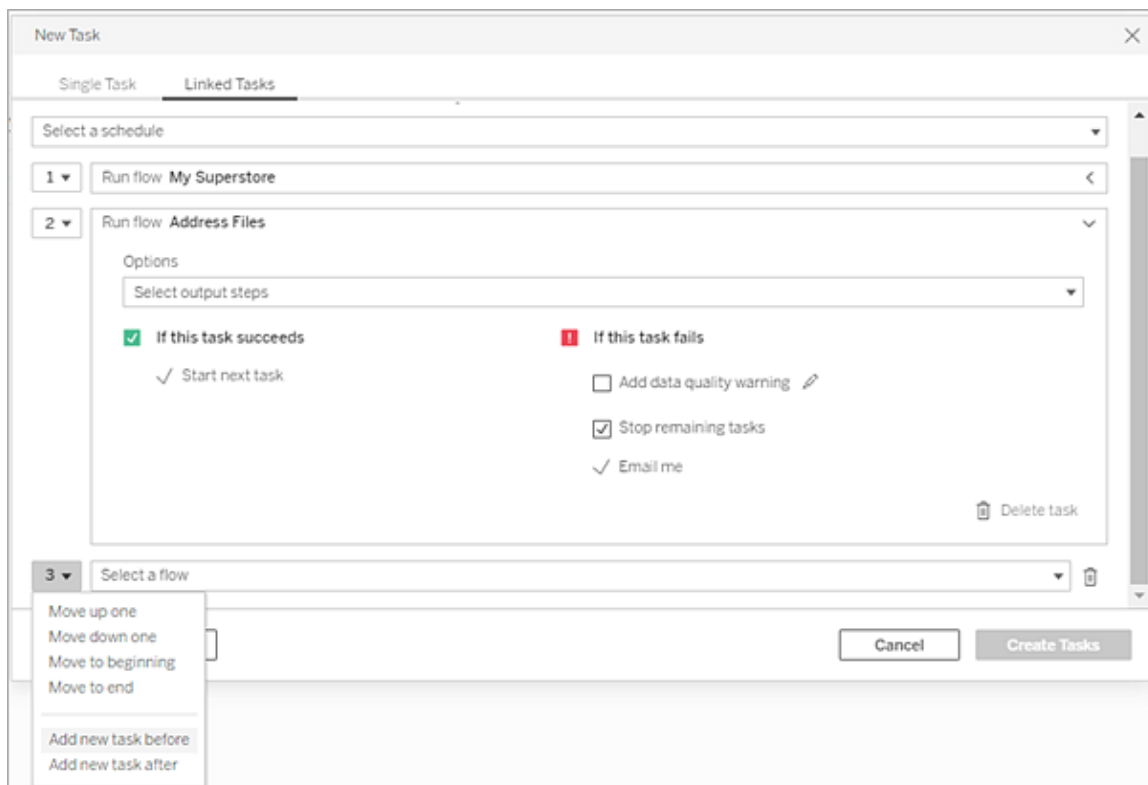 New Task
Single Task Linked Tasks
Select a schedule
1 Run flow My Superstore
2 Run flow Address Files
Options
Select output steps
If this task succeeds If this task fails
Start next task
Add data quality warning
Stop remaining tasks
Email me
Delete task
3 Select a flow
Move up one
Move down one
Move to beginning
Move to end
Cancel Create Tasks
Add new task before
Add new task after